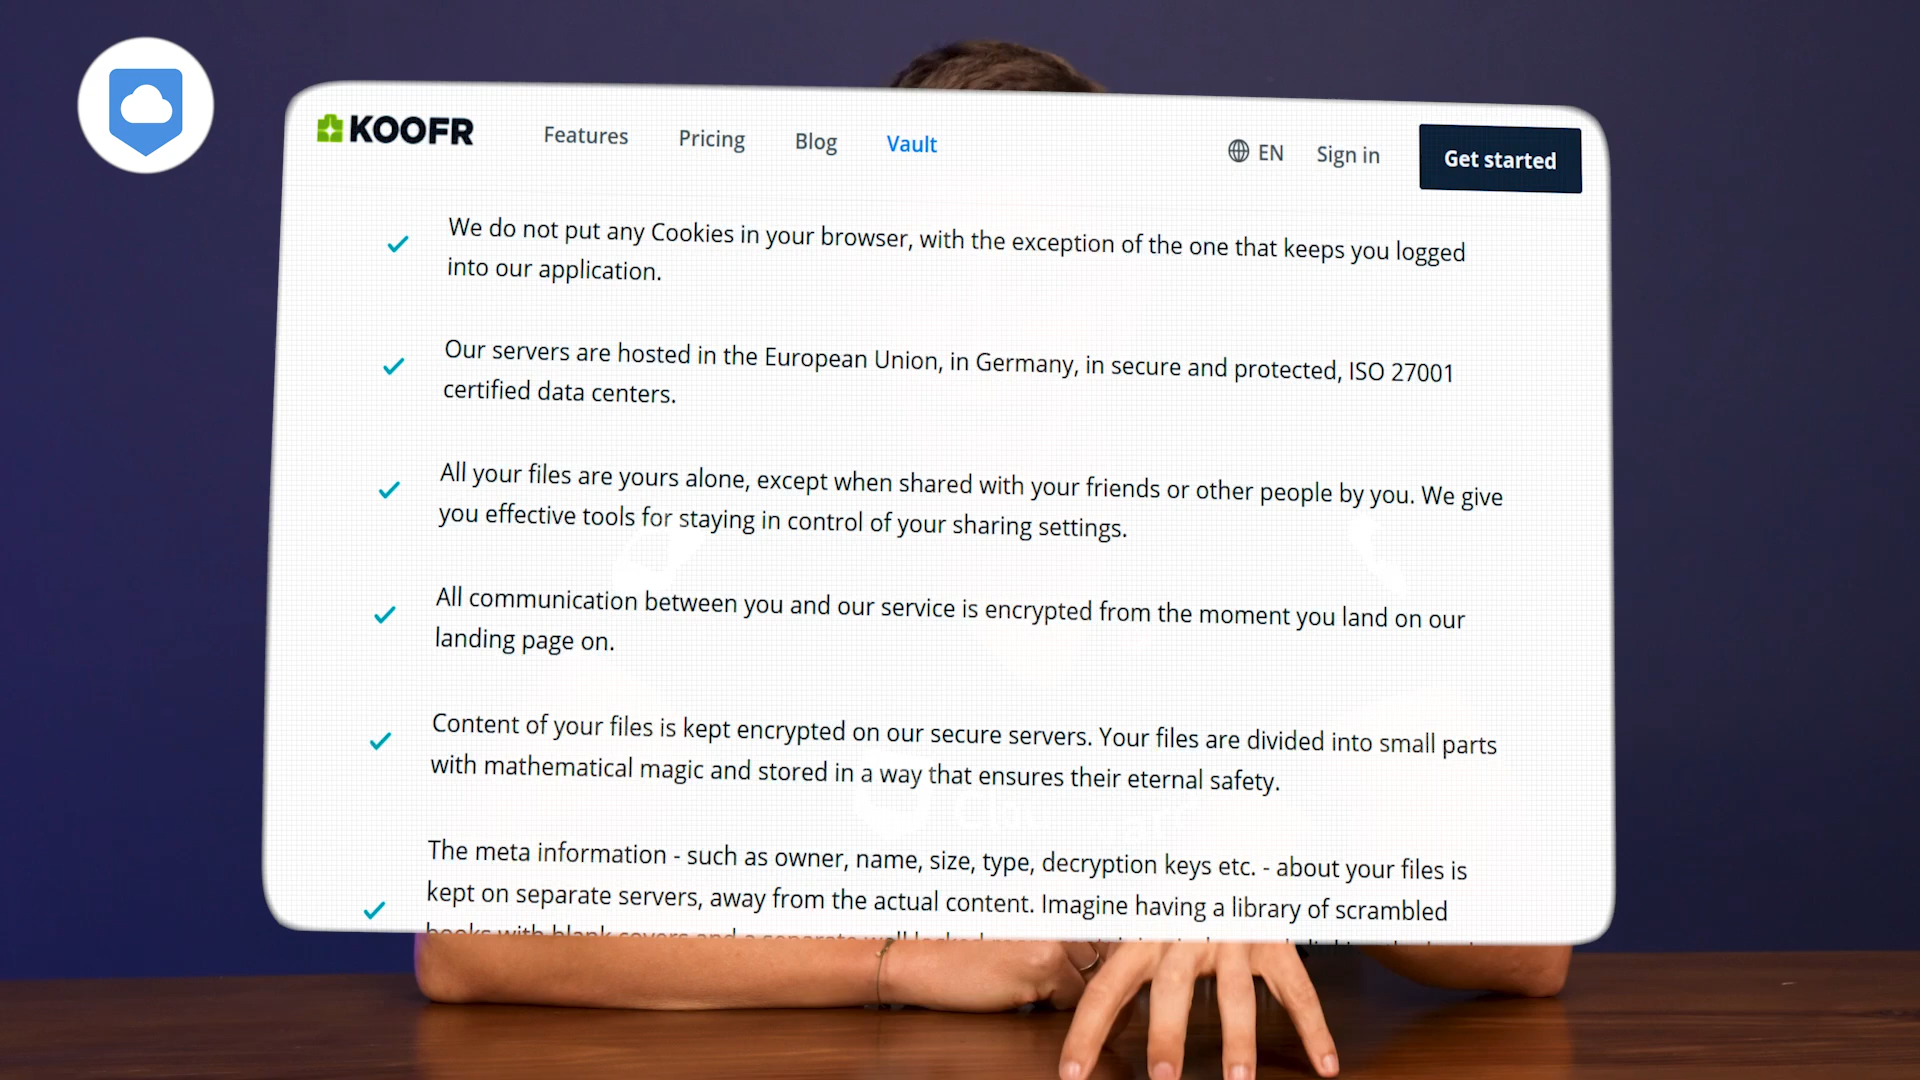 KOOFR Features Pricing Blog Vault EN Sign in Get started
We do not put any Cookies in your browser, with the exception of the one that keeps you logged
into our application.
Our servers are hosted in the European Union, in Germany, in secure and protected, ISO 27001
certified data centers.
All your files are yours alone, except when shared with your friends or other people by you. We give
you effective tools for staying in control of your sharing settings.
All communication between you and our service is encrypted from the moment you land on our
landing page on.
Content of your files is kept encrypted on our secure servers. Your files are divided into small parts
with mathematical magic and stored in a way that ensures their eternal safety.
The meta information - such as owner, name, size, type, decryption keys etc. - about your files is
kept on separate servers, away from the actual content. Imagine having a library of scrambled
books with blank covers and a separate well locked